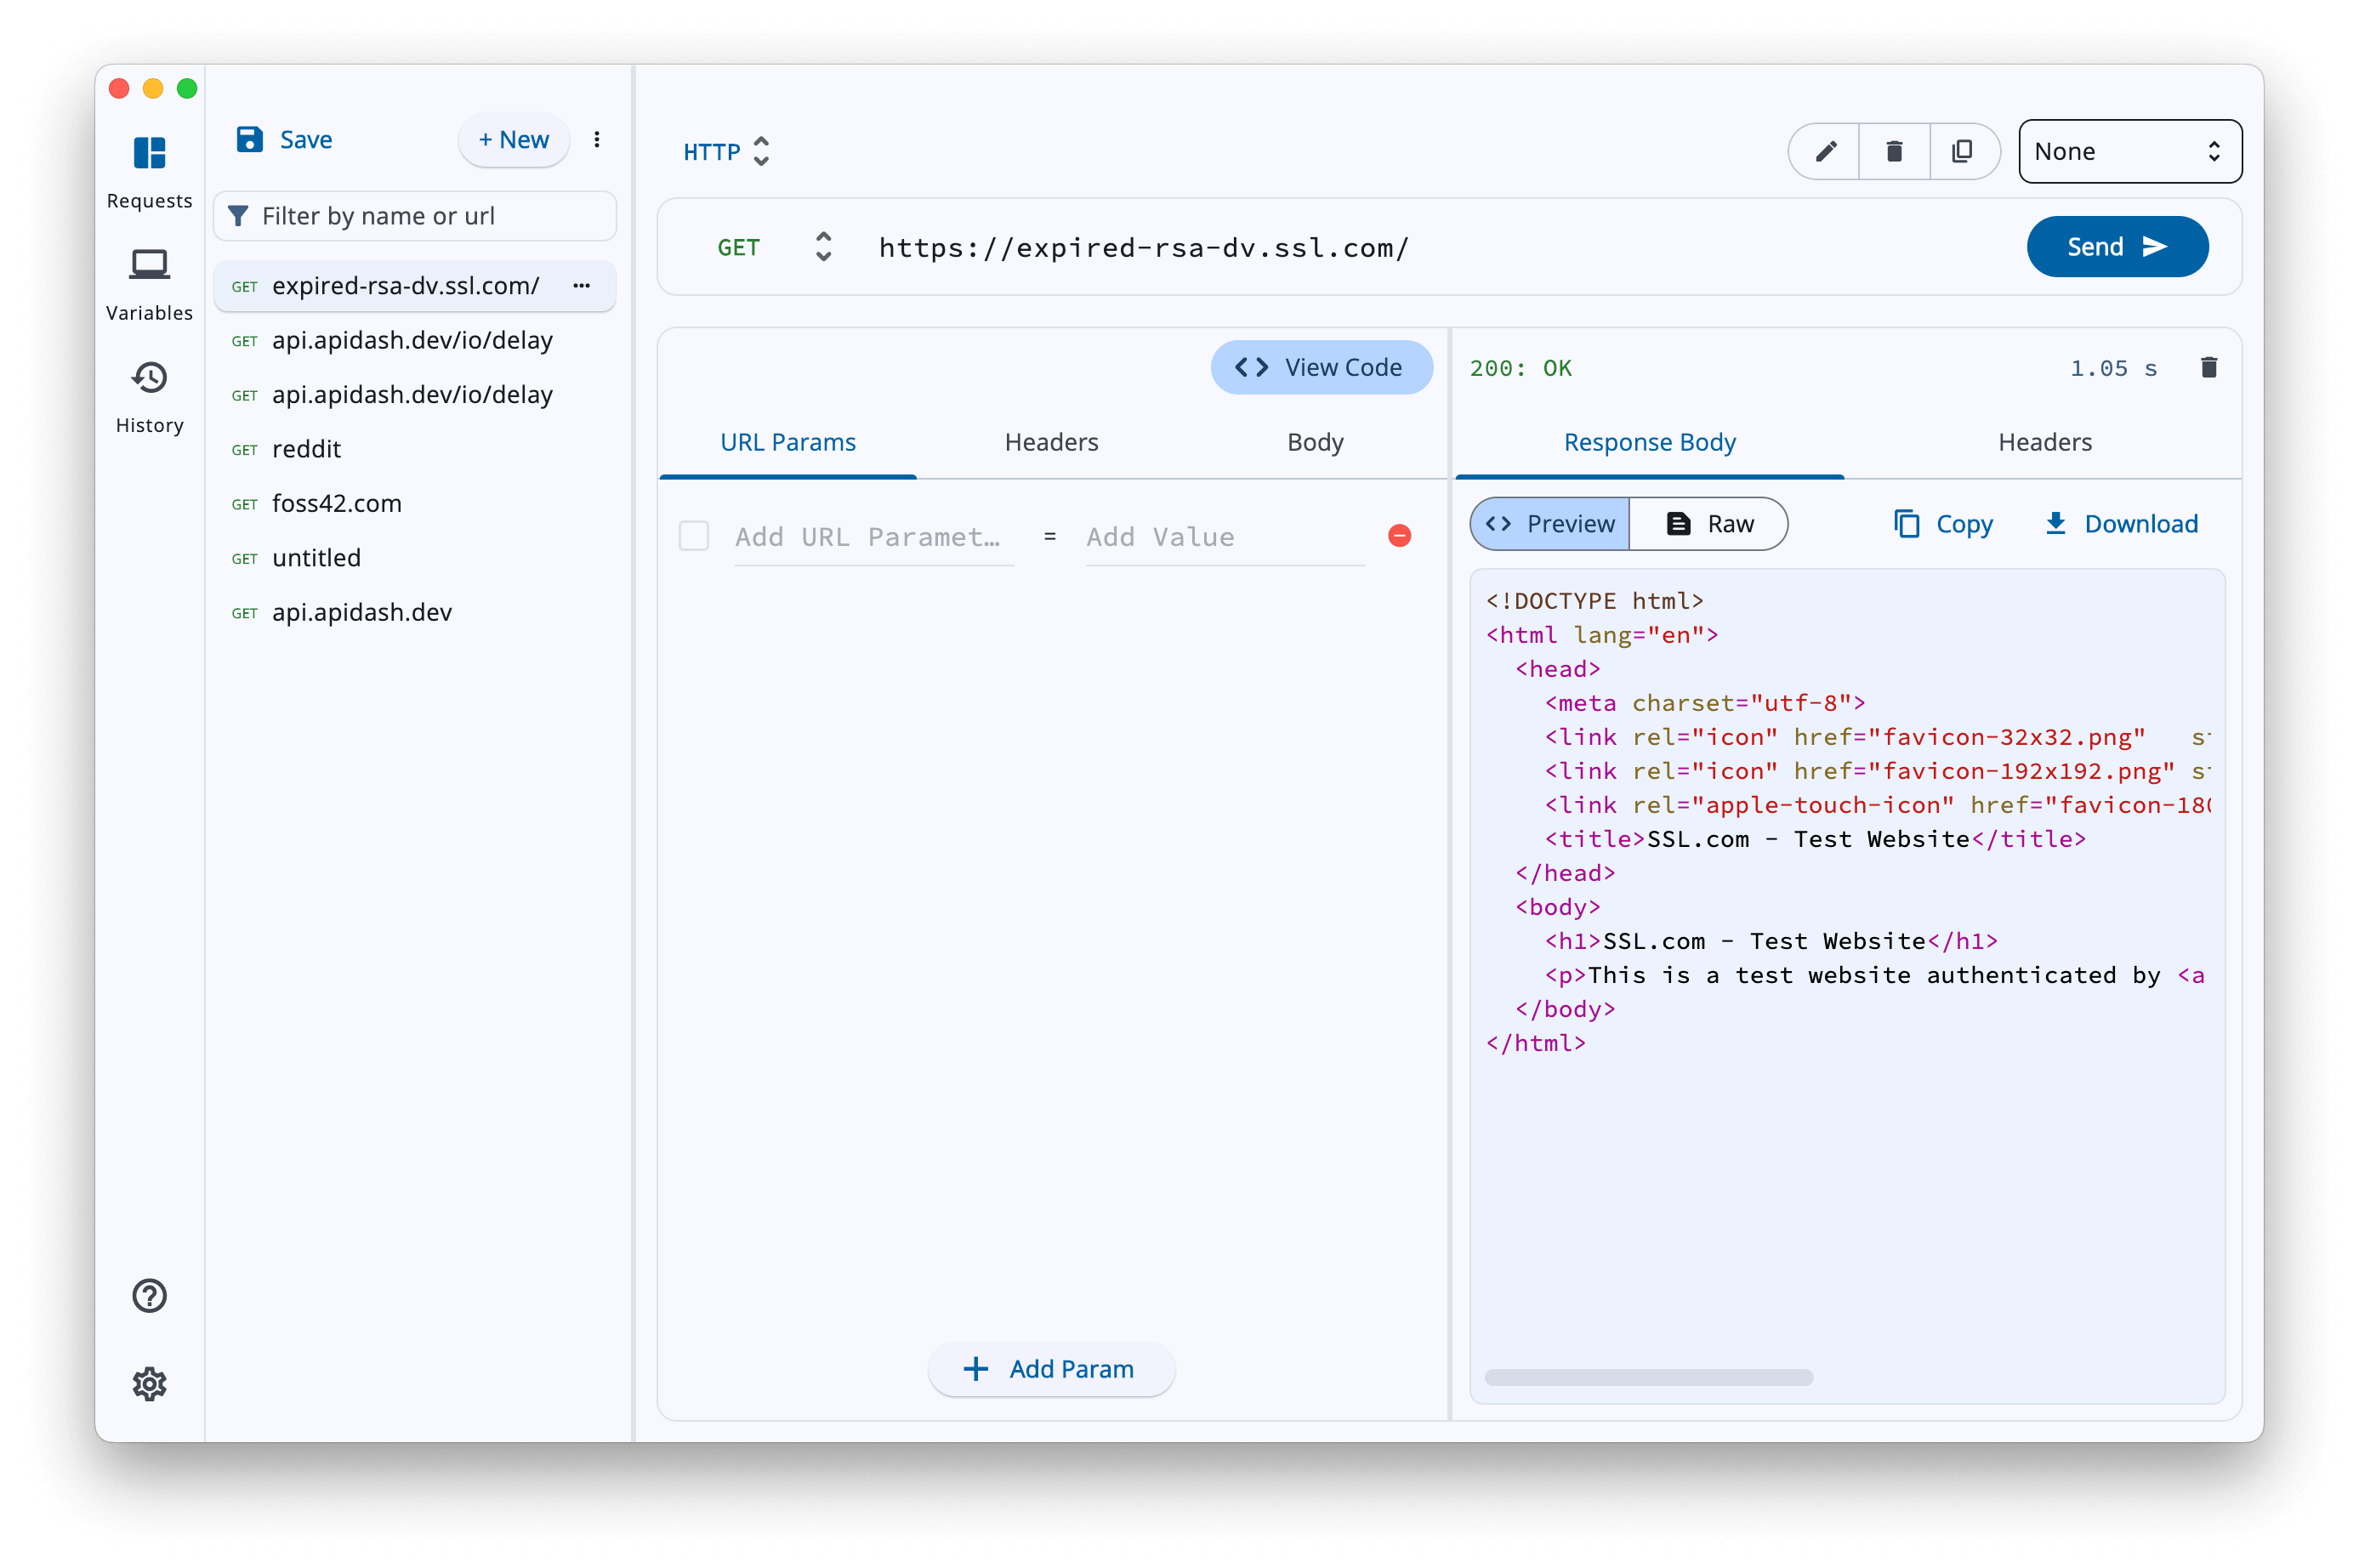 Requests
Variables
History
Save
+ New
Filter by name or url
GET expired-rsa-dv.ssl.com/
GET api.apidash.dev/io/delay
GET api.apidash.dev/io/delay
GET reddit
GET foss42.com
GET untitled
GET api.apidash.dev
HTTP
None
GET https://expired-rsa-dv.ssl.com/
Send
View Code
URL Params Headers Body
Add URL Paramet… = Add Value
Add Param
200: OK
1.05 s
Response Body Headers
Preview Raw Copy Download
<!DOCTYPE html>
<html lang="en">
<head>
<meta charset="utf-8">
<link rel="icon" href="favicon-32x32.png"
<link rel="icon" href="favicon-192x192.png"
<link rel="apple-touch-icon" href="favicon-18
<title>SSL.com - Test Website</title>
</head>
<body>
<h1>SSL.com - Test Website</h1>
<p>This is a test website authenticated by <a
</body>
</html>